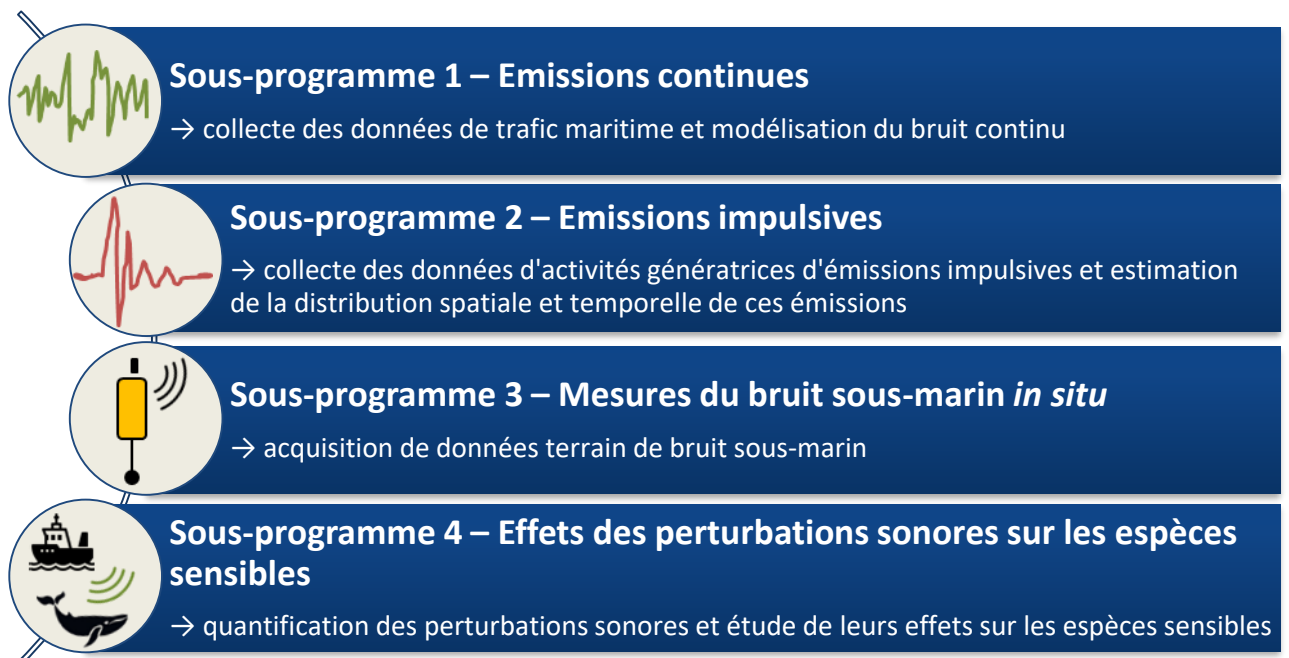 Sous-programme 1 – Emissions continues
→ collecte des données de trafic maritime et modélisation du bruit continu
Sous-programme 2 – Emissions impulsives
→ collecte des données d'activités génératrices d'émissions impulsives et estimation
de la distribution spatiale et temporelle de ces émissions
Sous-programme 3 – Mesures du bruit sous-marin in situ
→ acquisition de données terrain de bruit sous-marin
Sous-programme 4 – Effets des perturbations sonores sur les espèces
sensibles
→ quantification des perturbations sonores et étude de leurs effets sur les espèces sensibles